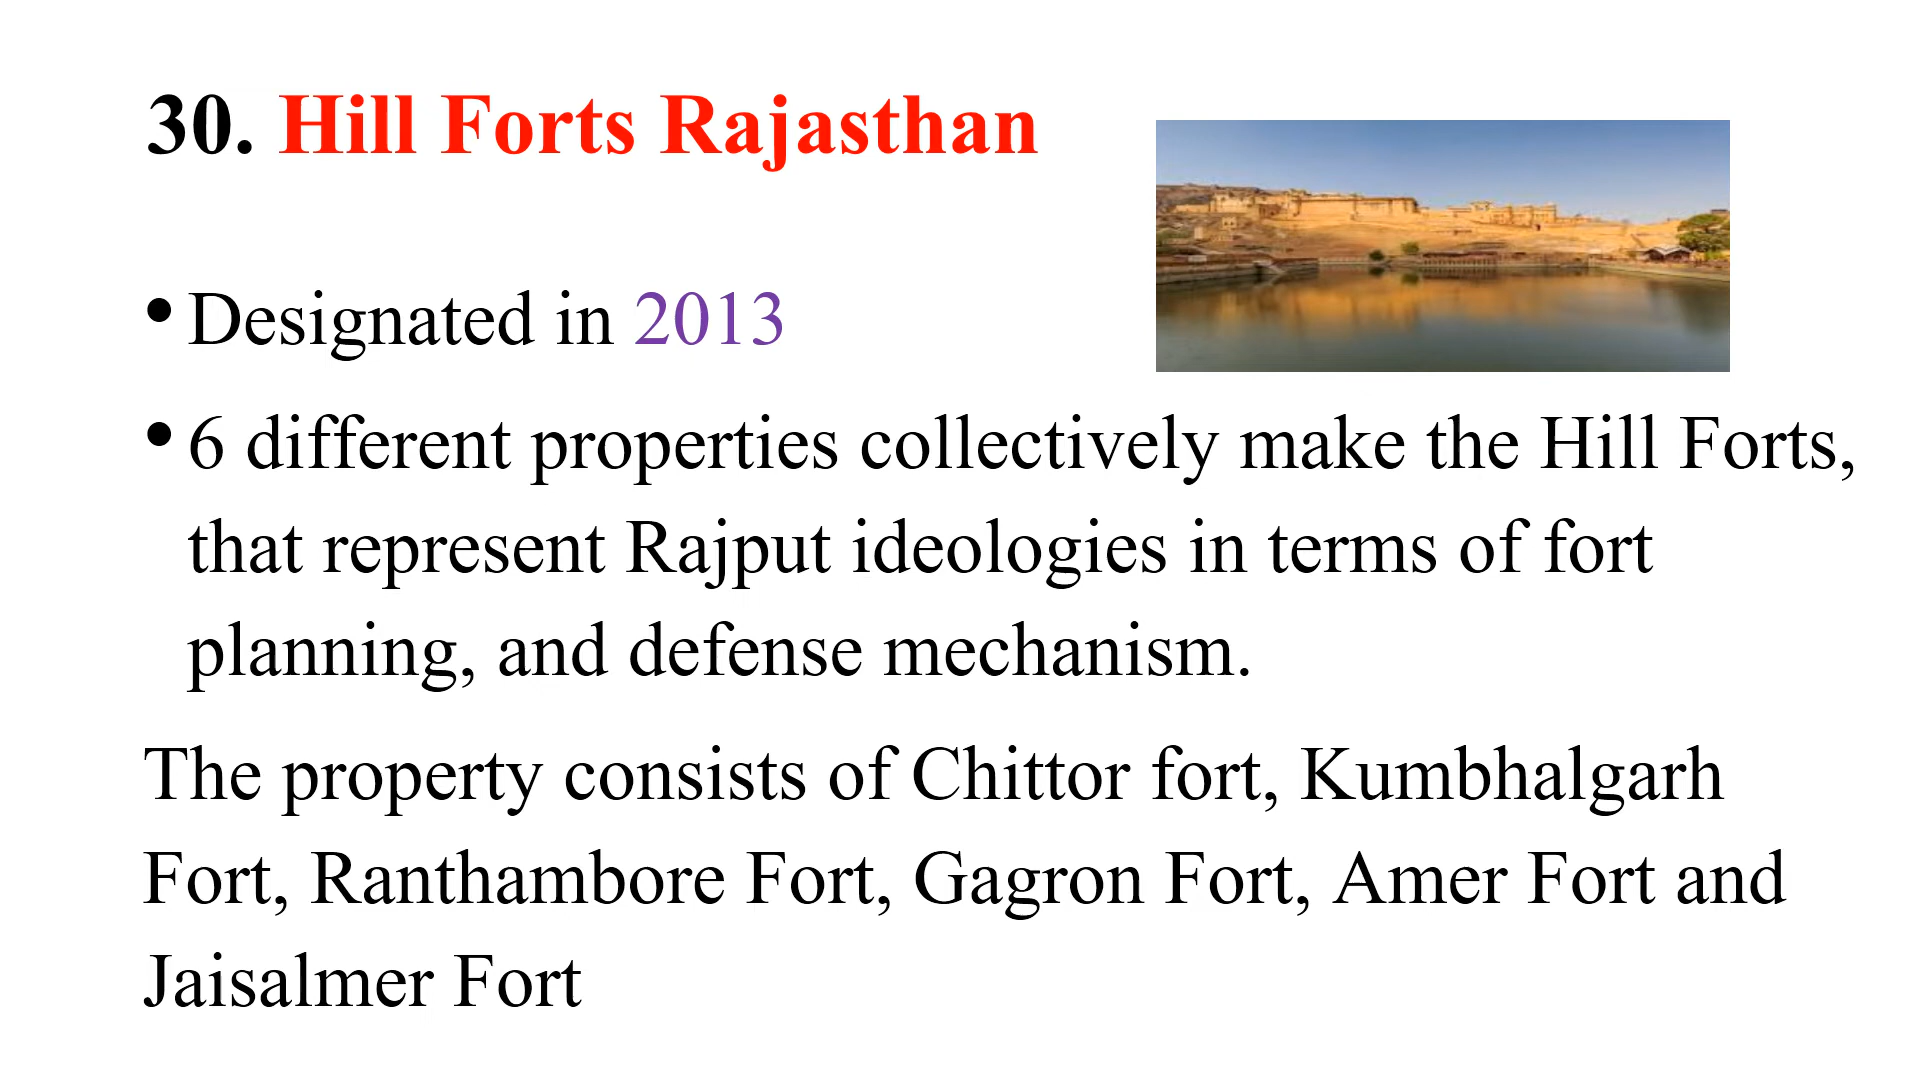 30. Hill Forts Rajasthan
• Designated in 2013
• 6 different properties collectively make the Hill Forts,
that represent Rajput ideologies in terms of fort
planning, and defense mechanism.
The property consists of Chittor fort, Kumbhalgarh
Fort, Ranthambore Fort, Gagron Fort, Amer Fort and
Jaisalmer Fort